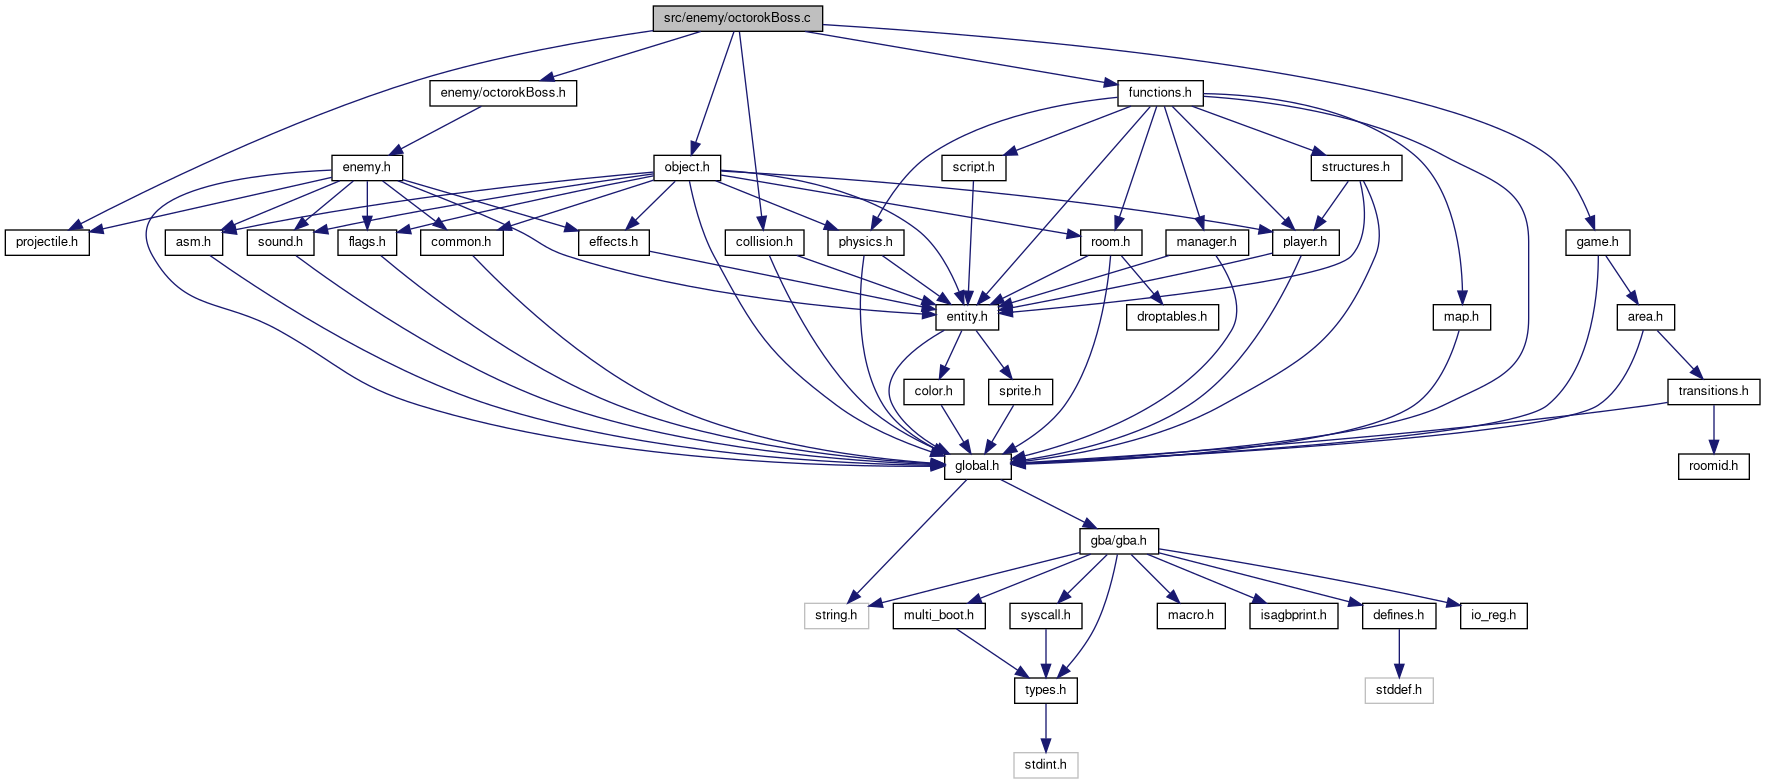 src/enemy/octorokBoss.c
enemy/octorokBoss.h
functions.h
enemy.h
object.h
script.h
structures.h
projectile.h
asm.h
sound.h
flags.h
common.h
effects.h
collision.h
physics.h
room.h
manager.h
player.h
game.h
entity.h
droptables.h
map.h
area.h
color.h
sprite.h
transitions.h
global.h
roomid.h
gba/gba.h
string.h
multi_boot.h
syscall.h
macro.h
isagbprint.h
defines.h
io_reg.h
types.h
stddef.h
stdint.h